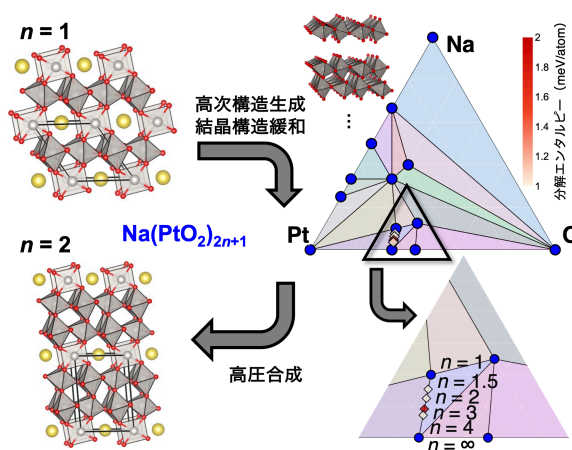 n = 1
高次構造生成
結晶構造緩和
⋮
Na
2
1.8
1.6
1.4
1.2
1
分解エンタルピー（meV/atom）
Na(PtO₂)₂ₙ₊₁
Pt
n = 2
高圧合成
n = 1
n = 1.5
n = 2
n = 3
n = 4
n = ∞